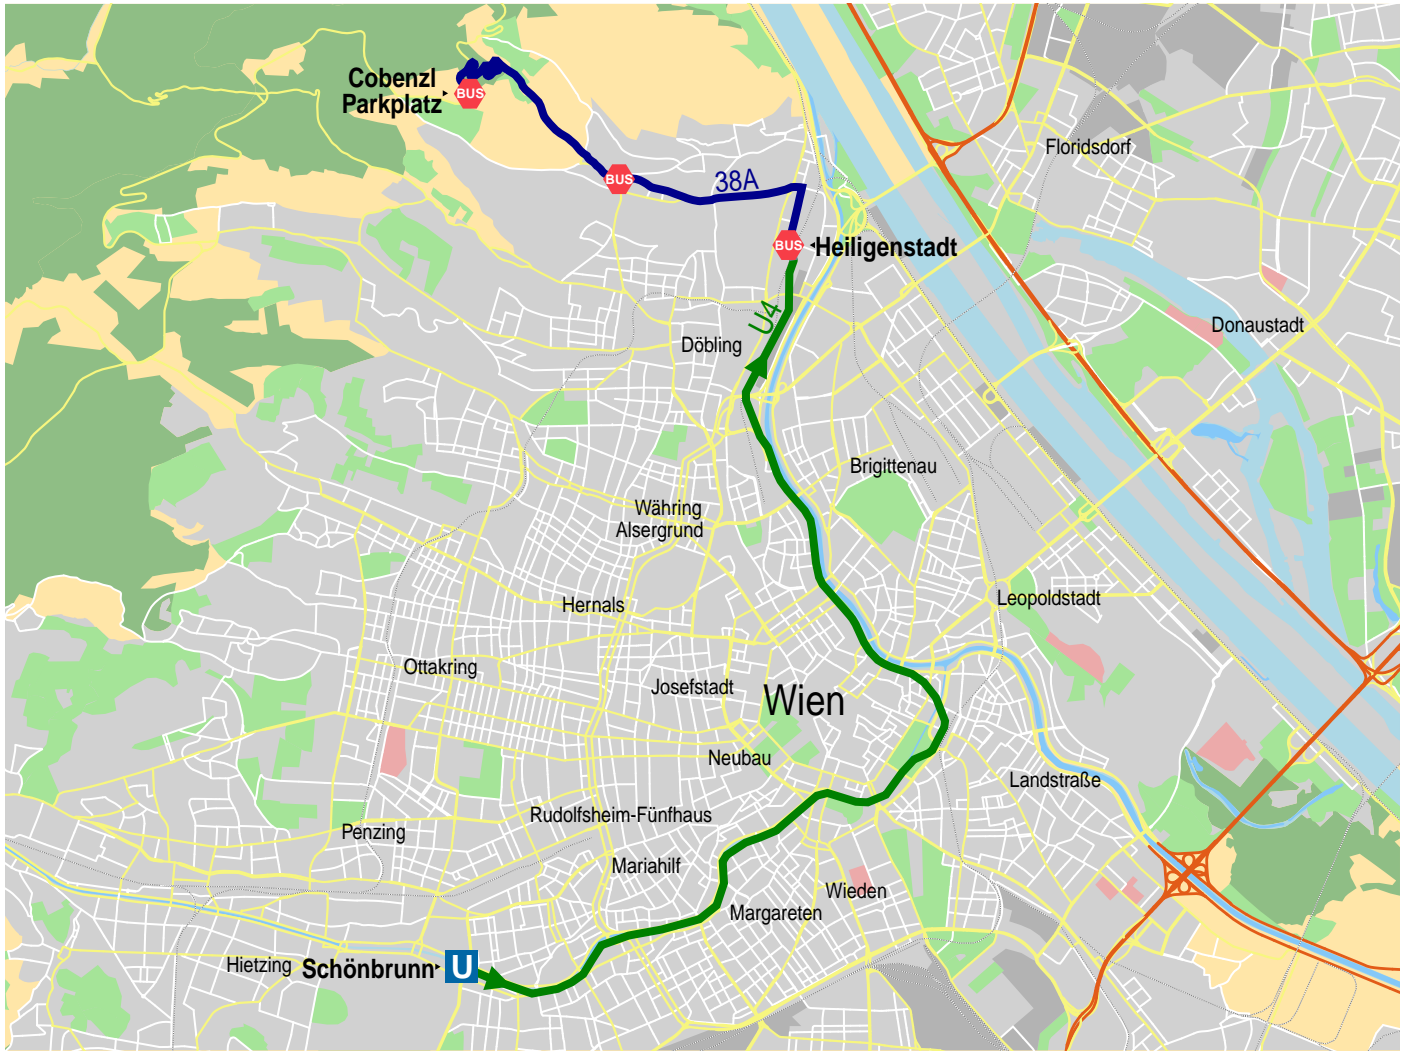 Cobenzl
Parkplatz
BUS
BUS
38A
Floridsdorf
BUS
Heiligenstadt
U4
Donaustadt
Döbling
Brigittenau
Währing
Alsergrund
Hernals
Leopoldstadt
Ottakring
Josefstadt
Wien
Neubau
Landstraße
Rudolfsheim-Fünfhaus
Penzing
Mariahilf
Wieden
Margareten
Hietzing
Schönbrunn
U